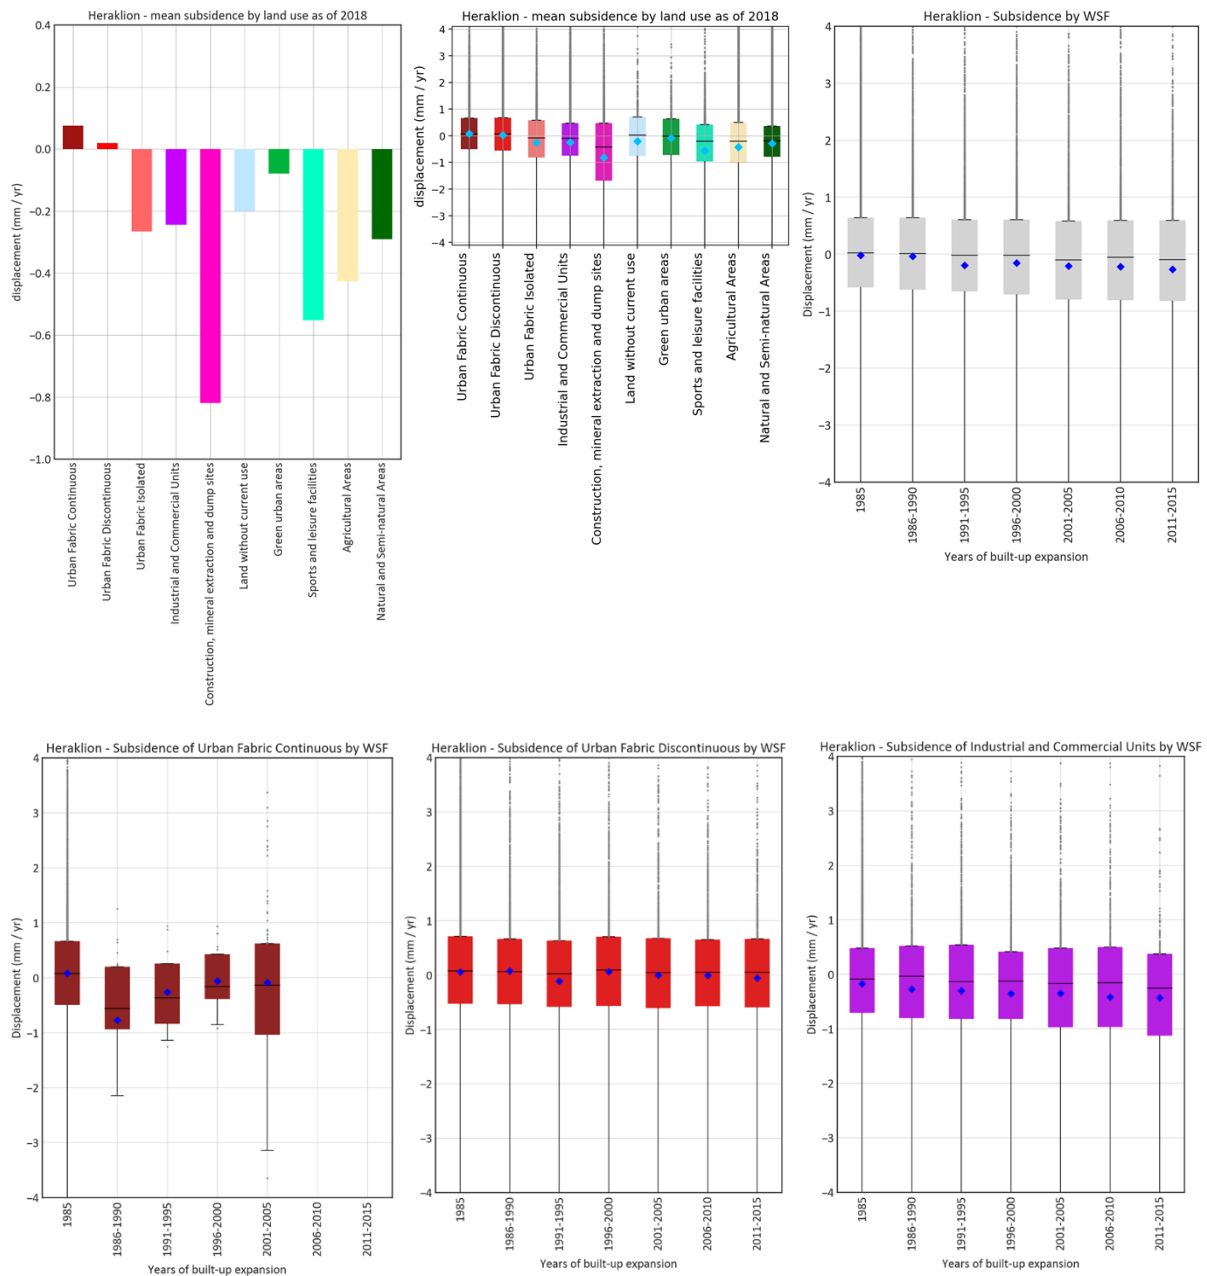 Heraklion - mean subsidence by land use as of 2018
displacement (mm / yr)
0.4
0.2
0.0
−0.2
−0.4
−0.6
−0.8
−1.0
Urban Fabric Continuous
Urban Fabric Discontinuous
Urban Fabric Isolated
Industrial and Commercial Units
Construction, mineral extraction and dump sites
Land without current use
Green urban areas
Sports and leisure facilities
Agricultural Areas
Natural and Semi-natural Areas
Heraklion - mean subsidence by land use as of 2018
displacement (mm / yr)
4
3
2
1
0
−1
−2
−3
−4
Urban Fabric Continuous
Urban Fabric Discontinuous
Urban Fabric Isolated
Industrial and Commercial Units
Construction, mineral extraction and dump sites
Land without current use
Green urban areas
Sports and leisure facilities
Agricultural Areas
Natural and Semi-natural Areas
Heraklion - Subsidence by WSF
Displacement (mm / yr)
4
3
2
1
0
−1
−2
−3
−4
1985
1986-1990
1991-1995
1996-2000
2001-2005
2006-2010
2011-2015
Years of built-up expansion
Heraklion - Subsidence of Urban Fabric Continuous by WSF
Displacement (mm / yr)
4
3
2
1
0
−1
−2
−3
−4
1985
1986-1990
1991-1995
1996-2000
2001-2005
2006-2010
2011-2015
Years of built-up expansion
Heraklion - Subsidence of Urban Fabric Discontinuous by WSF
Displacement (mm / yr)
4
3
2
1
0
−1
−2
−3
−4
1985
1986-1990
1991-1995
1996-2000
2001-2005
2006-2010
2011-2015
Years of built-up expansion
Heraklion - Subsidence of Industrial and Commercial Units by WSF
Displacement (mm / yr)
4
3
2
1
0
−1
−2
−3
−4
1985
1986-1990
1991-1995
1996-2000
2001-2005
2006-2010
2011-2015
Years of built-up expansion